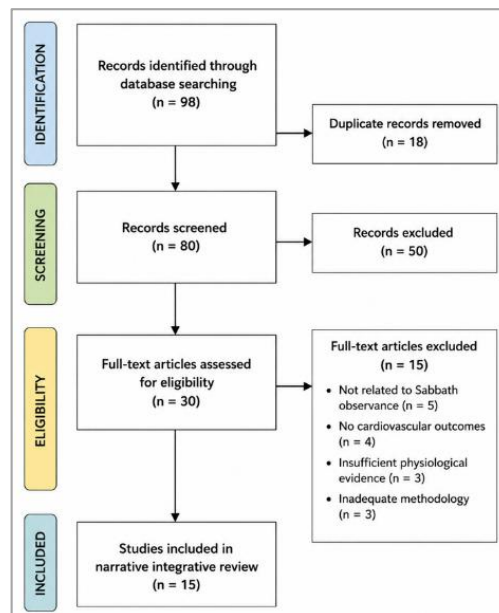 IDENTIFICATION
Records identified through
database searching
(n = 98)
Duplicate records removed
(n = 18)
SCREENING
Records screened
(n = 80)
Records excluded
(n = 50)
ELIGIBILITY
Full-text articles assessed
for eligibility
(n = 30)
Full-text articles excluded
(n = 15)
• Not related to Sabbath
observance (n = 5)
• No cardiovascular outcomes
(n = 4)
• Insufficient physiological
evidence (n = 3)
• Inadequate methodology
(n = 3)
INCLUDED
Studies included in
narrative integrative review
(n = 15)